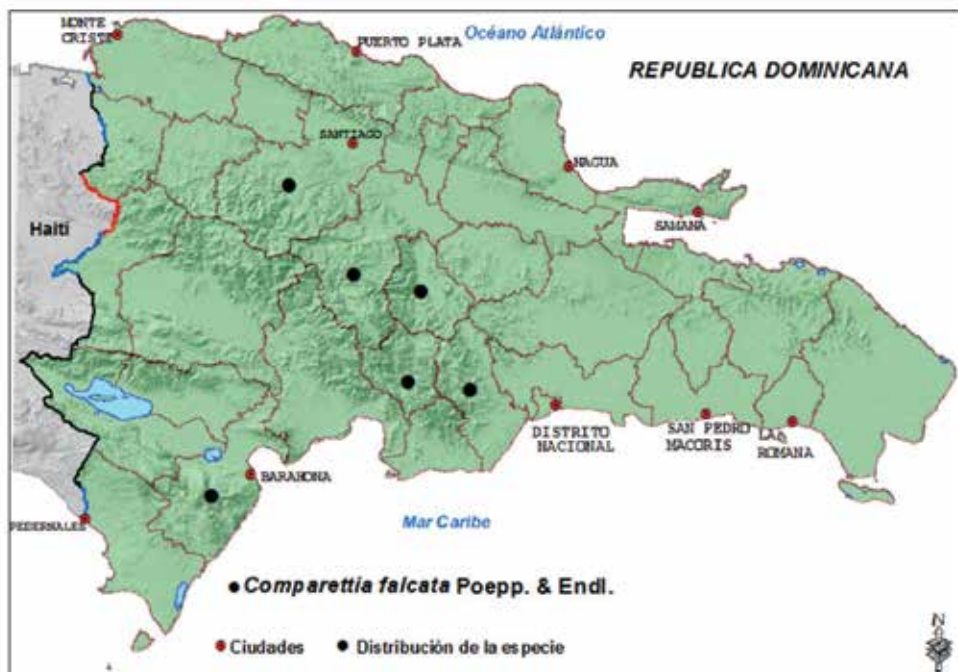 MONTE
CRISTI
Océano Atlántico
PUERTO PLATA
REPUBLICA DOMINICANA
SANTIAGO
NAGUA
SAMANA
Haití
DISTRITO
NACIONAL
SAN PEDRO
MACORIS
LA
ROMANA
BARAHONA
PEDERNALES
Mar Caribe
Comparettia falcata Poepp. & Endl.
Ciudades
Distribución de la especie
N